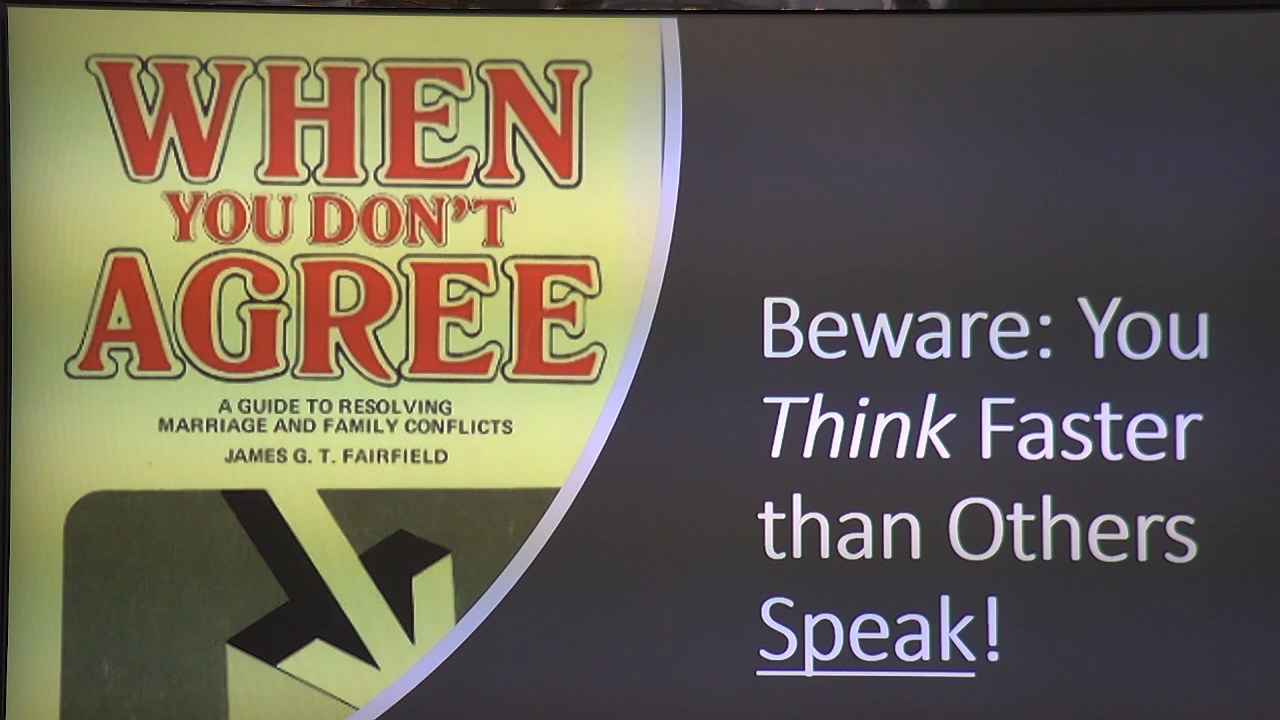 WHEN
YOU DON'T
AGREE
A GUIDE TO RESOLVING
MARRIAGE AND FAMILY CONFLICTS
JAMES G. T. FAIRFIELD
Beware: You
Think Faster
than Others
Speak!